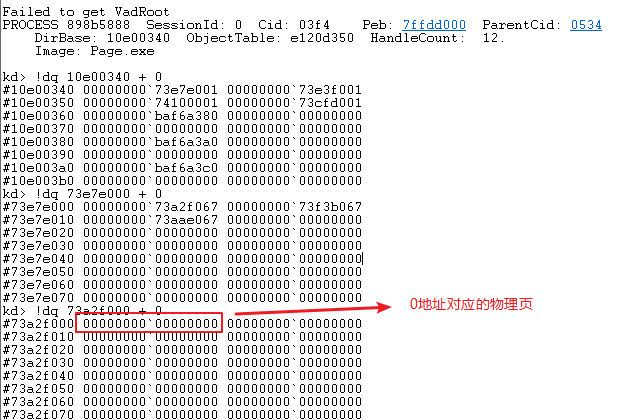 Failed to get VadRoot
PROCESS 898b5888  SessionId: 0  Cid: 03f4    Peb: 7ffdd000  ParentCid: 0534
    DirBase: 10e00340  ObjectTable: e120d350  HandleCount:  12.
    Image: Page.exe
kd> !dq 10e00340 + 0
#10e00340 00000000`73e7e001 00000000`73e3f001
#10e00350 00000000`74100001 00000000`73cfd001
#10e00360 00000000`baf6a380 00000000`00000000
#10e00370 00000000`00000000 00000000`00000000
#10e00380 00000000`baf6a3a0 00000000`00000000
#10e00390 00000000`00000000 00000000`00000000
#10e003a0 00000000`baf6a3c0 00000000`00000000
#10e003b0 00000000`00000000 00000000`00000000
kd> !dq 73e7e000 + 0
#73e7e000 00000000`73a2f067 00000000`73f3b067
#73e7e010 00000000`73aae067 00000000`00000000
#73e7e020 00000000`00000000 00000000`00000000
#73e7e030 00000000`00000000 00000000`00000000
#73e7e040 00000000`00000000 00000000`00000000
#73e7e050 00000000`00000000 00000000`00000000
#73e7e060 00000000`00000000 00000000`00000000
#73e7e070 00000000`00000000 00000000`00000000
kd> !dq 73a2f000 + 0
0地址对应的物理页
#73a2f000 00000000`00000000 00000000`00000000
#73a2f010 00000000`00000000 00000000`00000000
#73a2f020 00000000`00000000 00000000`00000000
#73a2f030 00000000`00000000 00000000`00000000
#73a2f040 00000000`00000000 00000000`00000000
#73a2f050 00000000`00000000 00000000`00000000
#73a2f060 00000000`00000000 00000000`00000000
#73a2f070 00000000`00000000 00000000`00000000